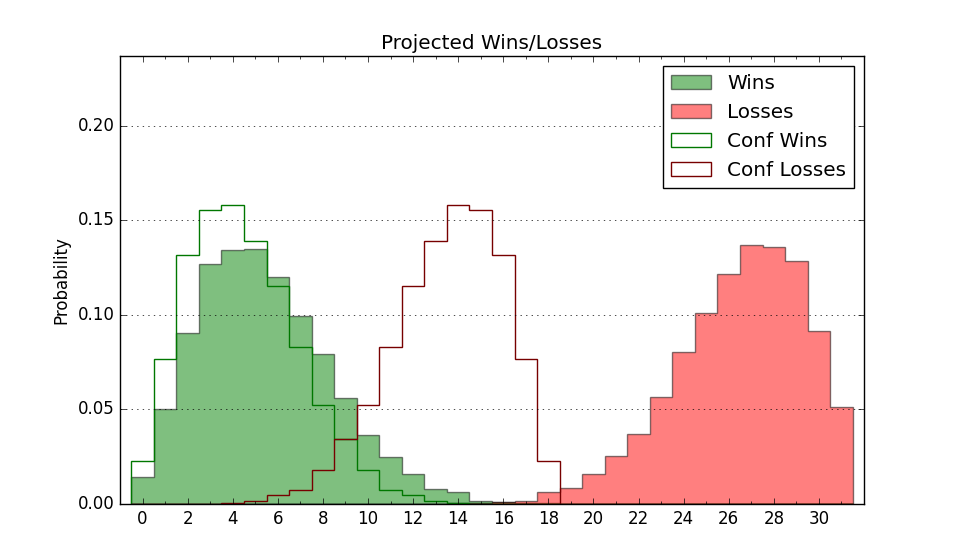 Projected Wins/Losses
Wins
Losses
Conf Wins
Conf Losses
Probability
0.20
0.15
0.10
0.05
0.00
0 2 4 6 8 10 12 14 16 18 20 22 24 26 28 30